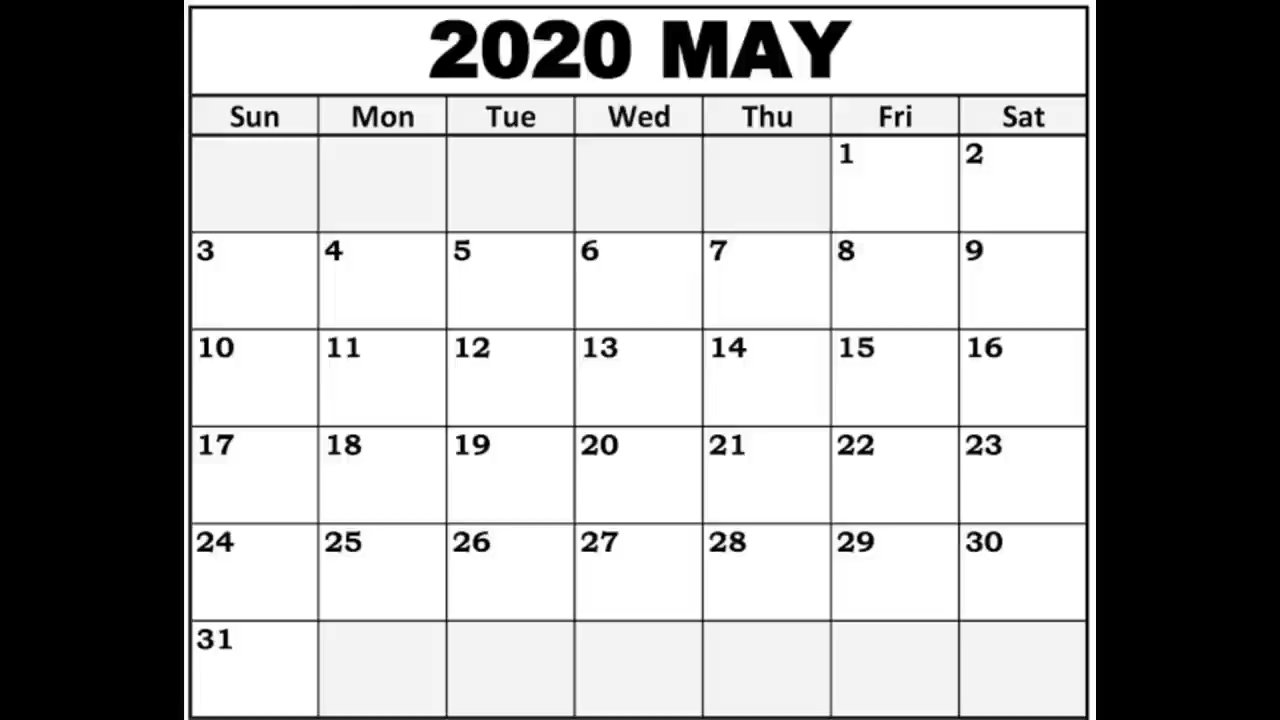 2020 MAY
Sun Mon Tue Wed Thu Fri Sat
1 2
3 4 5 6 7 8 9
10 11 12 13 14 15 16
17 18 19 20 21 22 23
24 25 26 27 28 29 30
31